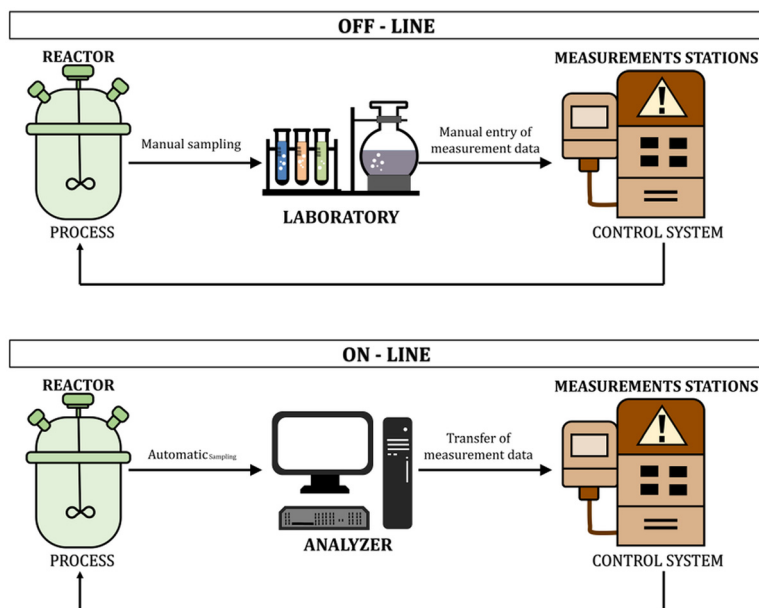 OFF - LINE
REACTOR
MEASUREMENTS STATIONS
Manual sampling
Manual entry of
measurement data
LABORATORY
PROCESS
CONTROL SYSTEM
ON - LINE
REACTOR
MEASUREMENTS STATIONS
Automatic Sampling
Transfer of
measurement data
ANALYZER
PROCESS
CONTROL SYSTEM